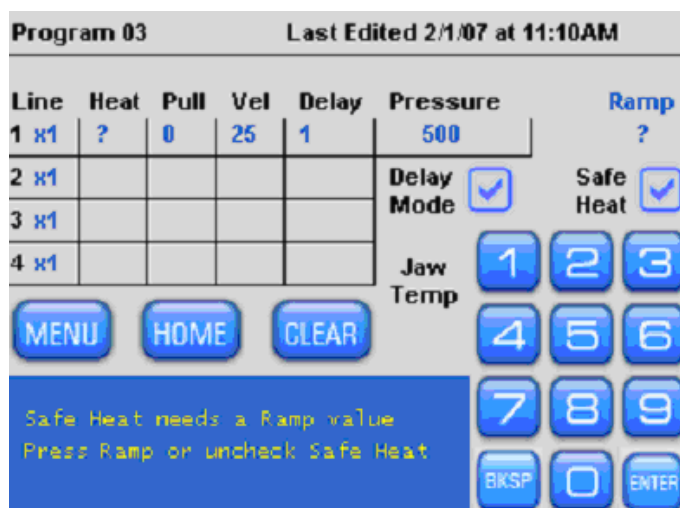 Program 03 Last Edited 2/1/07 at 11:10AM
Line Heat Pull Vel Delay Pressure Ramp
1 x1 ? 0 25 1 500 ?
2 x1 Delay Mode Safe Heat
3 x1
4 x1 Jaw Temp
1 2 3
MENU HOME CLEAR 4 5 6
Safe Heat needs a Ramp value
Press Ramp or uncheck Safe Heat
7 8 9
BKSP 0 ENTER